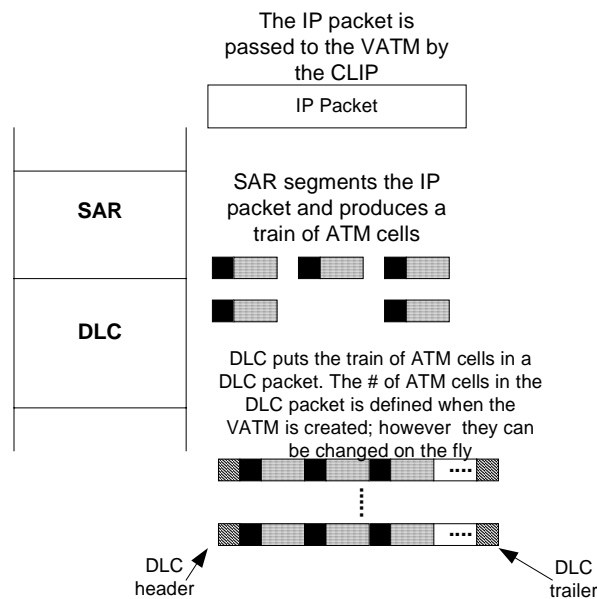 The IP packet is
passed to the VATM by
the CLIP
IP Packet
SAR
SAR segments the IP
packet and produces a
train of ATM cells
DLC
DLC puts the train of ATM cells in a
DLC packet. The # of ATM cells in the
DLC packet is defined when the
VATM is created; however they can
be changed on the fly
DLC
header
DLC
trailer